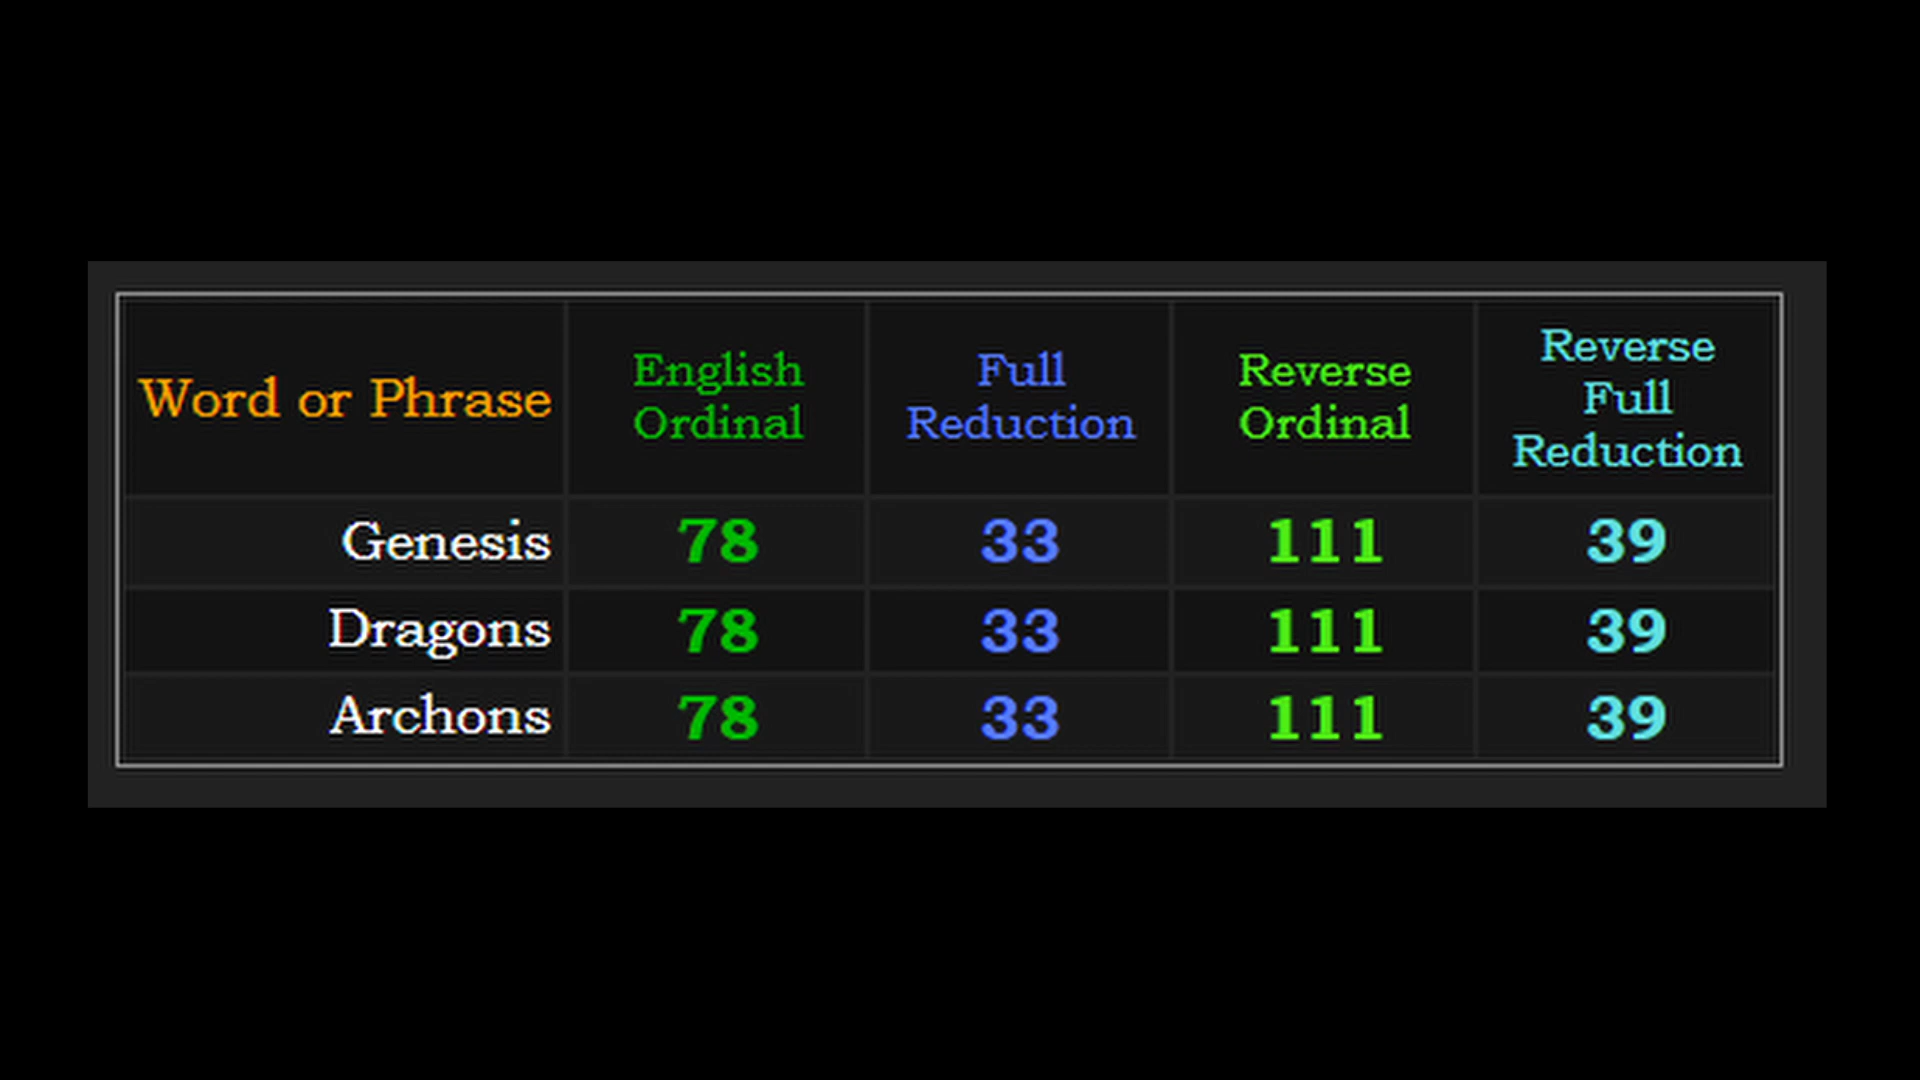 Word or Phrase English Ordinal Full Reduction Reverse Ordinal Reverse Full Reduction
Genesis 78 33 111 39
Dragons 78 33 111 39
Archons 78 33 111 39